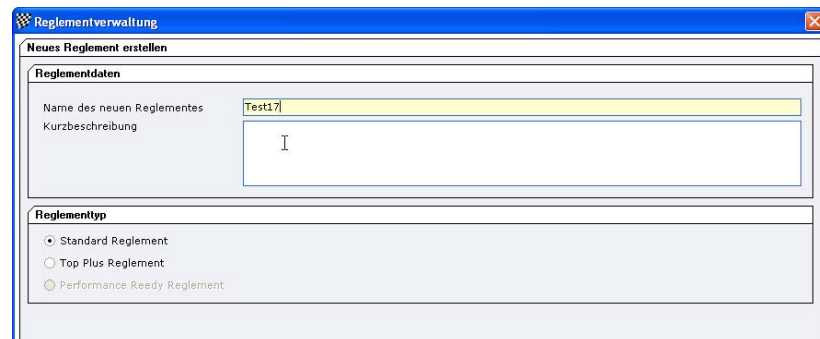 Reglementverwaltung
Neues Reglement erstellen
Reglementdaten
Name des neuen Reglementes Test17
Kurzbeschreibung
Reglementtyp
Standard Reglement
Top Plus Reglement
Performance Reedy Reglement